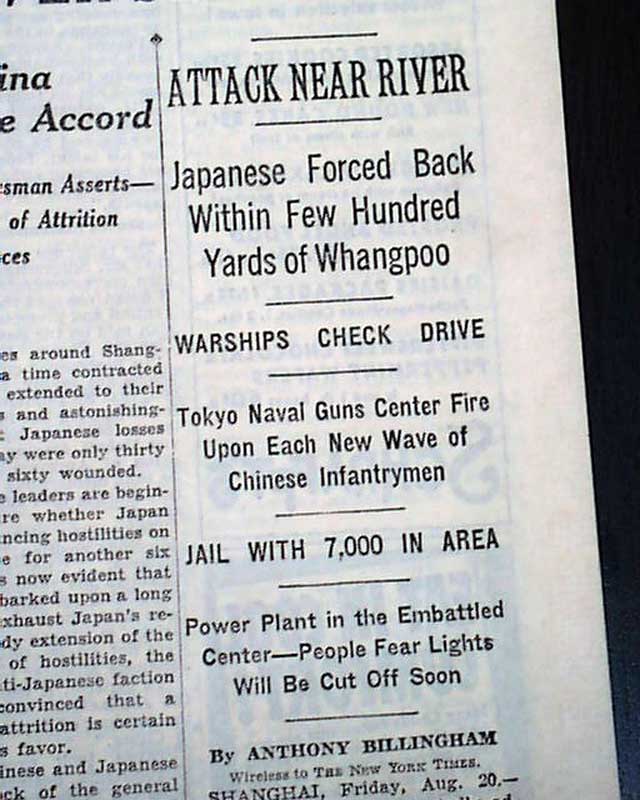 ina
e Accord
sman Asserts—
of Attrition
ces
es around Shang-
a time contracted
extended to their
s and astonishing-
: Japanese losses
ay were only thirty
sixty wounded.
e leaders are begin-
re whether Japan
ncing hostilities on
e for another six
s now evident that
barked upon a long
xhaust Japan's re-
dy extension of the
of hostilities, the
ti-Japanese faction
convinced that a
attrition is certain
s favor.
inese and Japanese
ck of the general
ATTACK NEAR RIVER
Japanese Forced Back
Within Few Hundred
Yards of Whangpoo
WARSHIPS CHECK DRIVE
Tokyo Naval Guns Center Fire
Upon Each New Wave of
Chinese Infantrymen
JAIL WITH 7,000 IN AREA
Power Plant in the Embattled
Center—People Fear Lights
Will Be Cut Off Soon
By ANTHONY BILLINGHAM
Wireless to THE NEW YORK TIMES.
SHANGHAI, Friday, Aug. 20.—